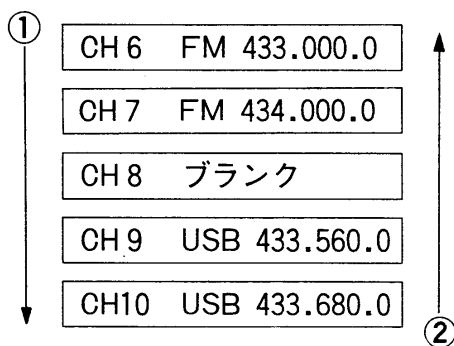 ①
CH 6 FM 433.000.0
CH 7 FM 434.000.0
CH 8 ブランク
CH 9 USB 433.560.0
CH10 USB 433.680.0
②